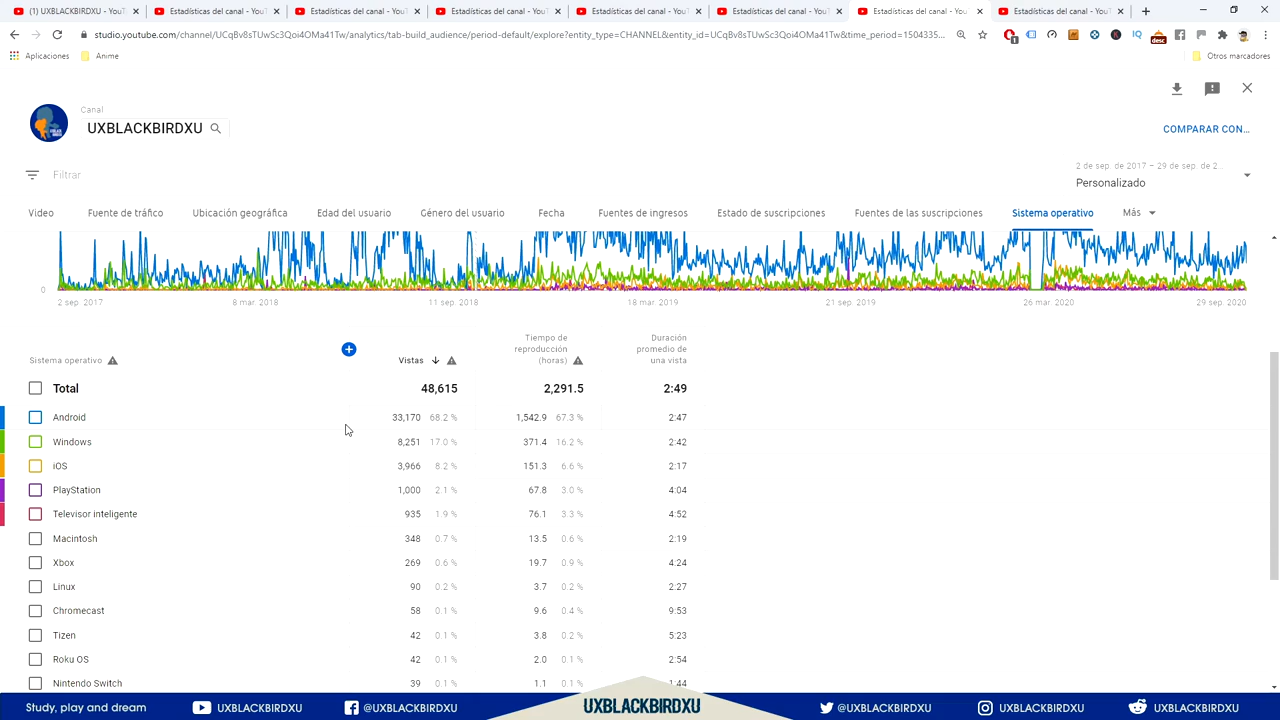 (1) UXBLACKBIRDXU - YouT
Estadísticas del canal - YouT
Estadísticas del canal - YouT
Estadísticas del canal - YouT
Estadísticas del canal - YouT
Estadísticas del canal - YouT
Estadísticas del canal - YouT
Estadísticas del canal - YouT
studio.youtube.com/channel/UCqBv8sTUwSc3Qoi4OMa41Tw/analytics/tab-build_audience/period-default/explore?entity_type=CHANNEL&entity_id=UCqBv8sTUwSc3Qoi4OMa41Tw&time_period=1504335...
1
IQ
desc
Aplicaciones
Anime
Otros marcadores
Canal
UXBLACKBIRDXU
COMPARAR CON...
Filtrar
2 de sep. de 2017 – 29 de sep. de 2...
Personalizado
Video Fuente de tráfico Ubicación geográfica Edad del usuario Género del usuario Fecha Fuentes de ingresos Estado de suscripciones Fuentes de las suscripciones Sistema operativo Más
0
2 sep. 2017 8 mar. 2018 11 sep. 2018 18 mar. 2019 21 sep. 2019 26 mar. 2020 29 sep. 2020
Sistema operativo
Vistas
Tiempo de
reproducción
(horas)
Duración
promedio de
una vista
Total 48,615 2,291.5 2:49
Android 33,170 68.2 % 1,542.9 67.3 % 2:47
Windows 8,251 17.0 % 371.4 16.2 % 2:42
iOS 3,966 8.2 % 151.3 6.6 % 2:17
PlayStation 1,000 2.1 % 67.8 3.0 % 4:04
Televisor inteligente 935 1.9 % 76.1 3.3 % 4:52
Macintosh 348 0.7 % 13.5 0.6 % 2:19
Xbox 269 0.6 % 19.7 0.9 % 4:24
Linux 90 0.2 % 3.7 0.2 % 2:27
Chromecast 58 0.1 % 9.6 0.4 % 9:53
Tizen 42 0.1 % 3.8 0.2 % 5:23
Roku OS 42 0.1 % 2.0 0.1 % 2:54
Nintendo Switch 39 0.1 % 1.1 0.1 % 1:44
Study, play and dream
UXBLACKBIRDXU
@UXBLACKBIRDXU
UXBLACKBIRDXU
@UXBLACKBIRDXU
UXBLACKBIRDXU
UXBLACKBIRDXU